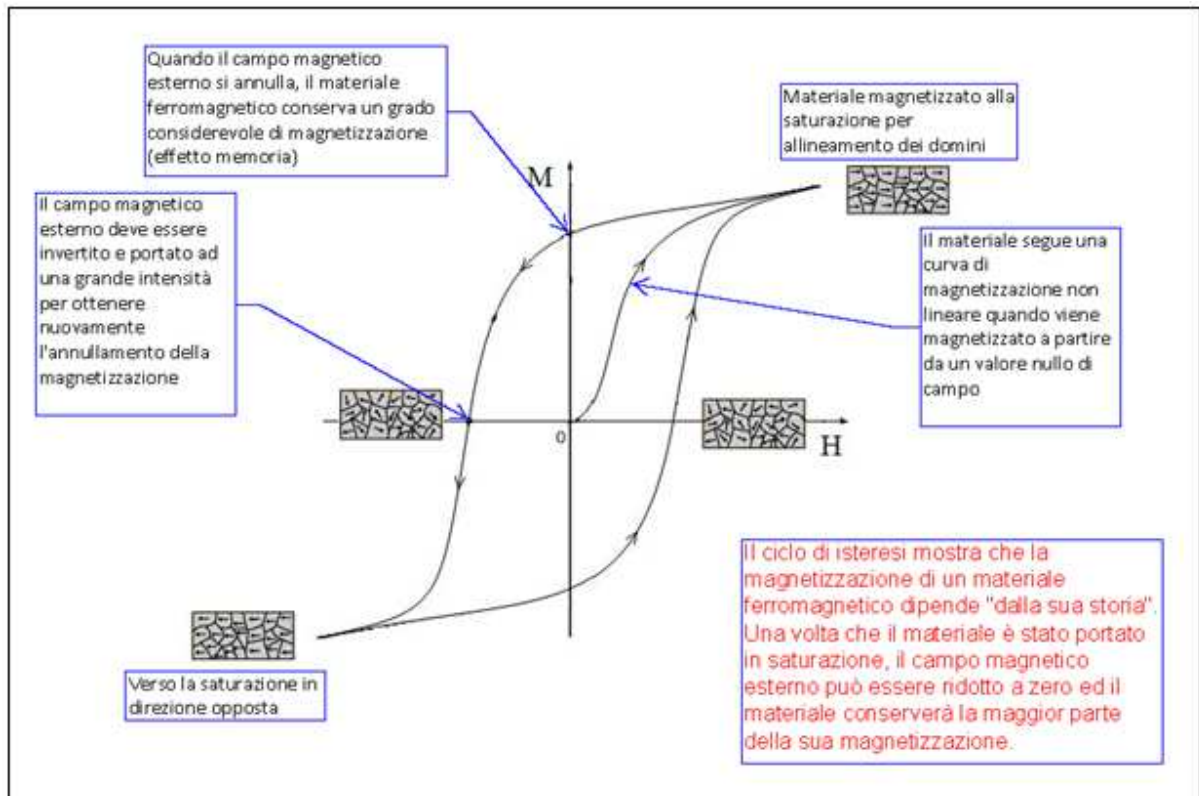 Quando il campo magnetico
esterno si annulla, il materiale
ferromagnetico conserva un grado
considerevole di magnetizzazione
(effetto memoria)
Materiale magnetizzato alla
saturazione per
allineamento dei domini
M
Il campo magnetico
esterno deve essere
invertito e portato ad
una grande intensità
per ottenere
nuovamente
l'annullamento della
magnetizzazione
Il materiale segue una
curva di
magnetizzazione non
lineare quando viene
magnetizzato a partire
da un valore nullo di
campo
0
H
Il ciclo di isteresi mostra che la
magnetizzazione di un materiale
ferromagnetico dipende "dalla sua storia".
Una volta che il materiale è stato portato
in saturazione, il campo magnetico
esterno può essere ridotto a zero ed il
materiale conserverà la maggior parte
della sua magnetizzazione.
Verso la saturazione in
direzione opposta